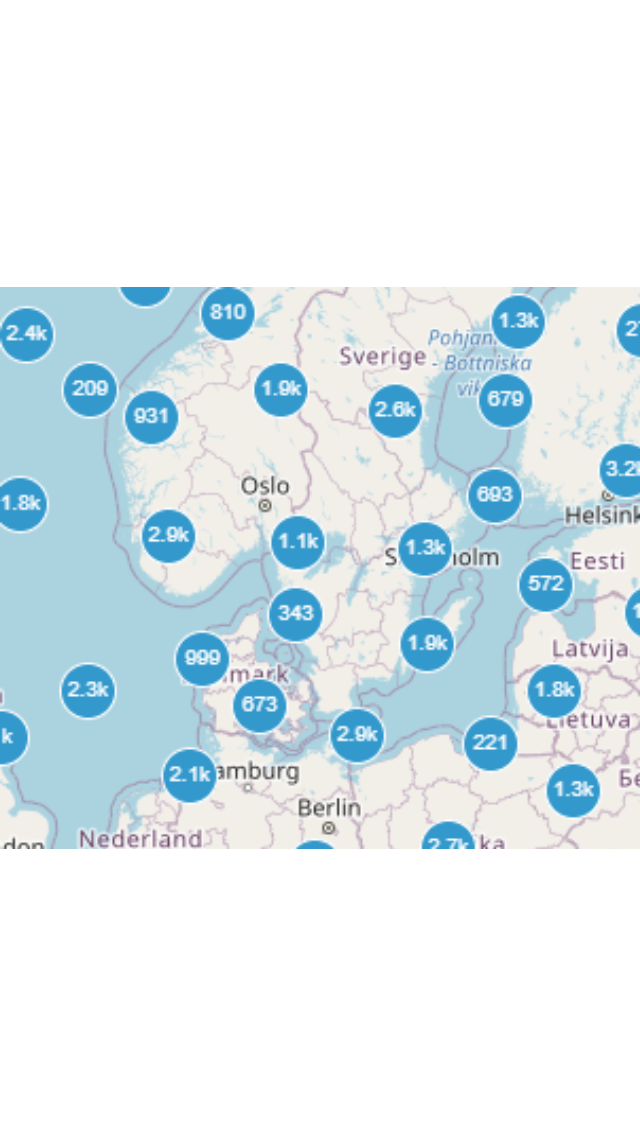 810
1.3k
2.4k
Pohjan
Sverige
- Bottniska
209
1.9k
vik
679
931
2.6k
3.2k
Oslo
693
1.8k
Helsink
2.9k
1.1k
1.3k
S
olm
Eesti
572
343
999
1.9k
Latvija
mark
2.3k
673
1.8k
Lietuva
k
2.9k
221
2.1k
amburg
1.3k
Бе
Berlin
Nederland
2.7k
ka
don